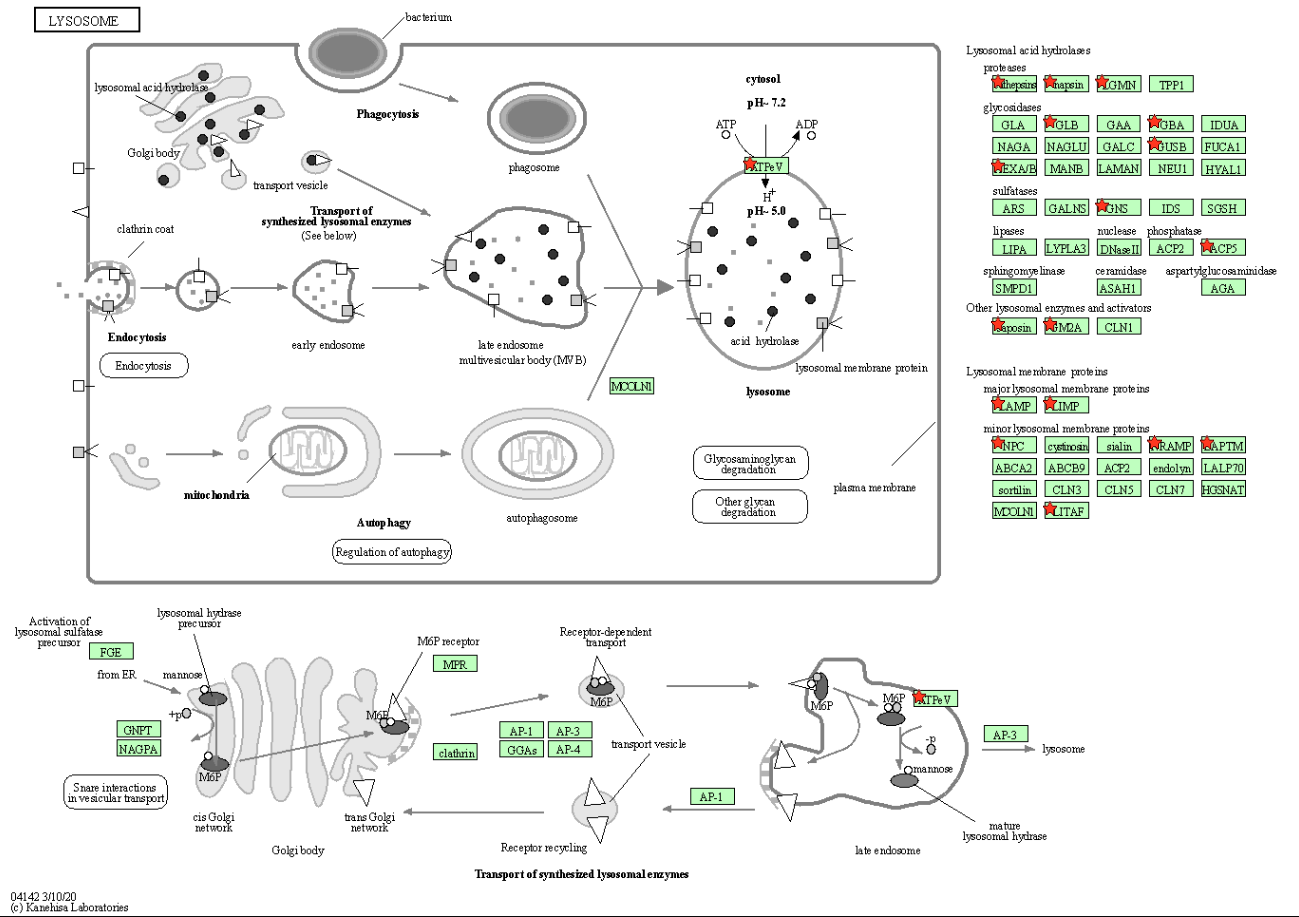 LYSOSOME
bacterium
lysosomal acid hydrolase
Phagocytosis
Golgi body
transport vesicle
phagosome
Transport of
synthesized lysosomal enzymes
(See below)
clathrin coat
Endocytosis
Endocytosis
early endosome
late endosome
multivesicular body (MVB)
cytosol
pH~ 7.2
ATP
ADP
ATPeV
H+
pH~ 5.0
acid hydrolase
lysosomal membrane protein
lysosome
MCOLN1
mitochondria
Autophagy
Regulation of autophagy
autophagosome
Glycosaminoglycan
degradation
Other glycan
degradation
plasma membrane
Lysosomal acid hydrolases
proteases
napsin LGMN TPP1
glycosidases
GLA GLB GAA GBA IDUA
NAGA NAGLU GALC GUSB FUCA1
HEXA/B MANB LAMAN NEU1 HYAL1
sulfatases
ARS GALNS GNS IDS SGSH
lipases nuclease phosphatase
LIPA LYPLA3 DNaseII ACP2 ACP5
sphingomyelinase ceramidase aspartylglucosaminidase
SMPD1 ASAH1 AGA
Other lysosomal enzymes and activators
saposin GM2A CLN1
Lysosomal membrane proteins
major lysosomal membrane proteins
LAMP LIMP
minor lysosomal membrane proteins
NPC cystinosin sialin NRAMP LAPTM
ABCA2 ABCB9 ACP2 endolyn LALP70
sortilin CLN3 CLN5 CLN7 HGSNAT
MCOLN1 LITAF
Activation of
lysosomal sulfatase
precursor
FGE
lysosomal hydrase
precursor
from ER
mannose
+p
GNPT
NAGPA
M6P
Snare interactions
in vesicular transport
cis Golgi
network
Golgi body
trans Golgi
network
M6P receptor
MPR
M6P
clathrin
AP-1 AP-3
GGAs AP-4
Receptor-dependent
transport
M6P
transport vesicle
Receptor recycling
AP-1
M6P
M6P
ATPeV
-p
mannose
AP-3
lysosome
mature
lysosomal hydrase
late endosome
Transport of synthesized lysosomal enzymes
04142 3/10/20
(c) Kanehisa Laboratories